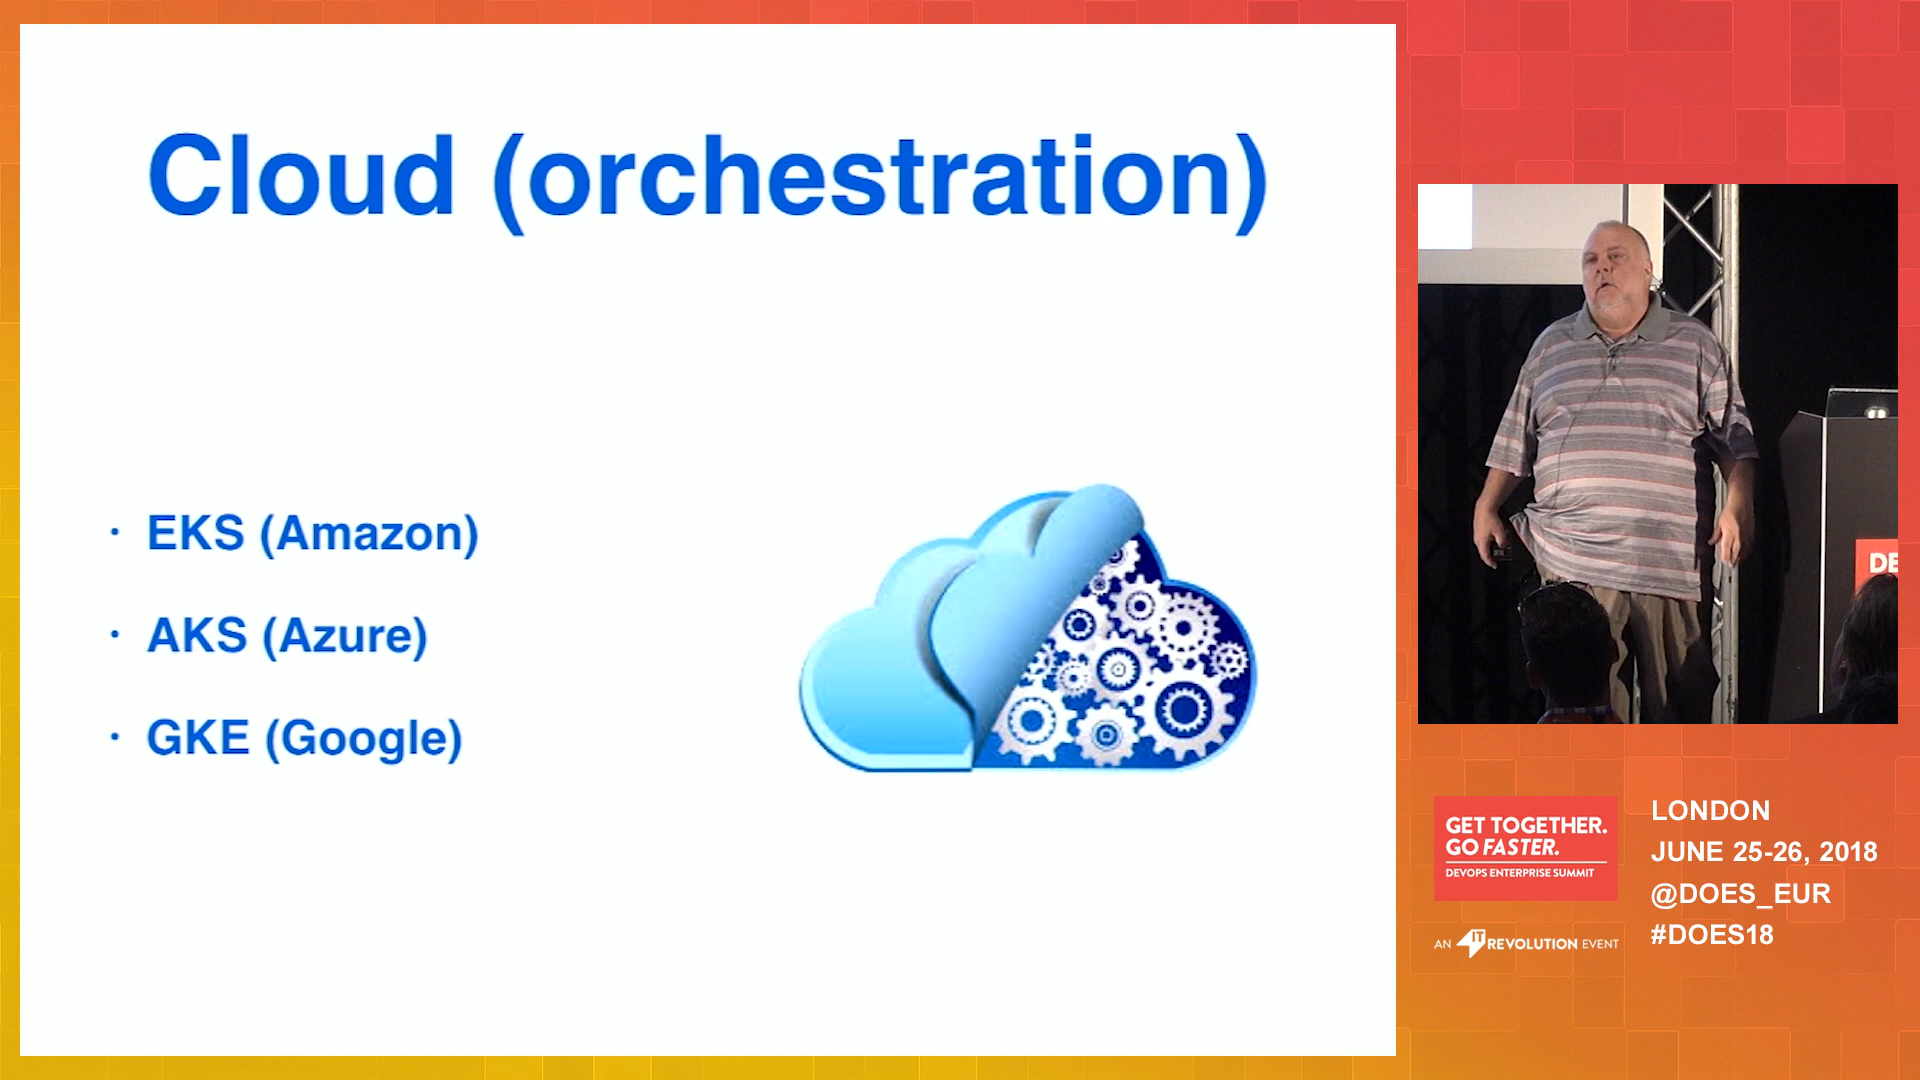 Cloud (orchestration)
· EKS (Amazon)
· AKS (Azure)
· GKE (Google)
DE
GET TOGETHER.
GO FASTER.
DEVOPS ENTERPRISE SUMMIT
AN IT REVOLUTION EVENT
LONDON
JUNE 25-26, 2018
@DOES_EUR
#DOES18